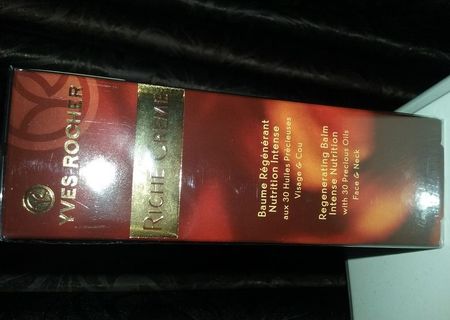 YVES ROCHER
RICHE CRÈME
Baume Régénérant
Nutrition Intense
aux 30 Huiles Précieuses
Visage & Cou
Regenerating Balm
Intense Nutrition
with 30 Precious Oils
Face & Neck